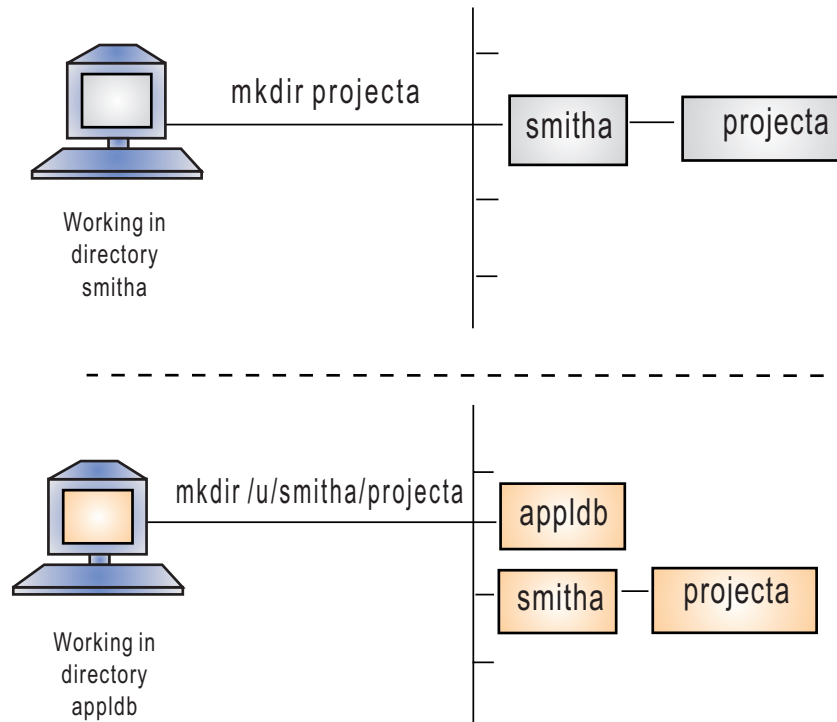 mkdir projecta
smitha
projecta
Working in
directory
smitha
mkdir /u/smitha/projecta
appldb
smitha
projecta
Working in
directory
appldb